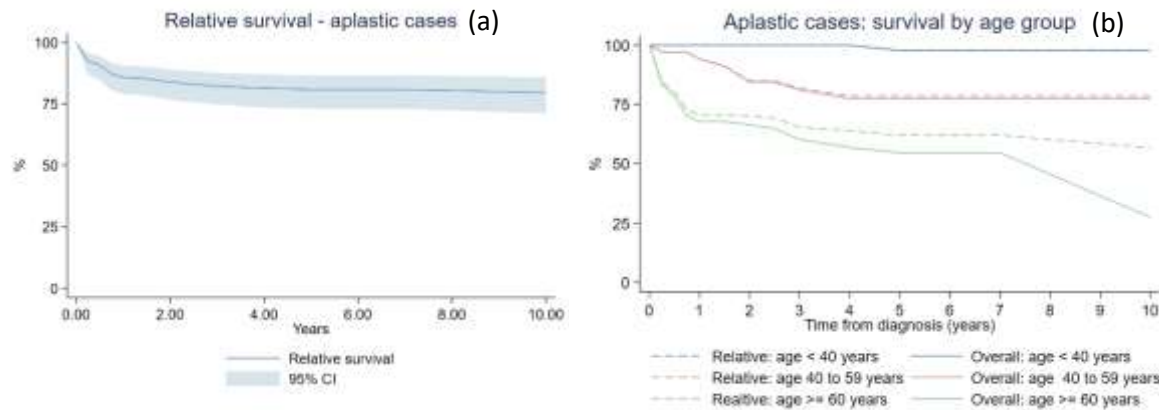 Relative survival - aplastic cases (a)
100
75
50
25
0
%
0.00 2.00 4.00 6.00 8.00 10.00
Years
Relative survival
95% CI
Aplastic cases: survival by age group (b)
100
75
50
25
0
%
0 1 2 3 4 5 6 7 8 9 10
Time from diagnosis (years)
Relative: age < 40 years Overall: age < 40 years
Relative: age 40 to 59 years Overall: age 40 to 59 years
Realtive: age >= 60 years Overall: age >= 60 years